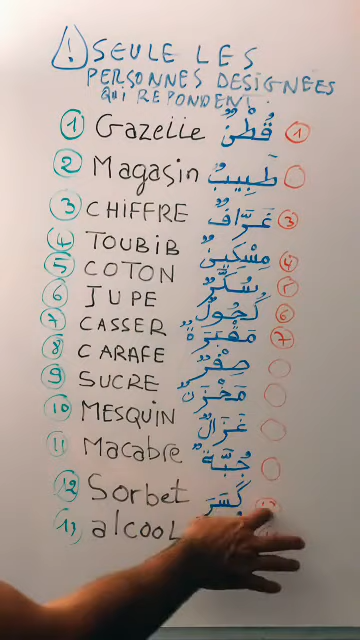 ! SEULE LES
PERSONNES DESIGNEES
QUI REPONDENT.
1 Gazelle قُطْنٌ 1
2 Magasin طَبِيبٌ
3 CHIFFRE غَرَّافٌ 3
4 TOUBIB مِسْكِينٌ 4
5 COTON سُكَّرٌ 5
6 JUPE كُحُولٌ 6
7 CASSER مَقْبَرَةٌ 7
8 CARAFE صِفْرٌ
9 SUCRE مَخْزَنٌ
10 MESQUIN غَزَالٌ
11 Macabre جُبَّةٌ
12 Sorbet كَسَّرَ
13 alcool